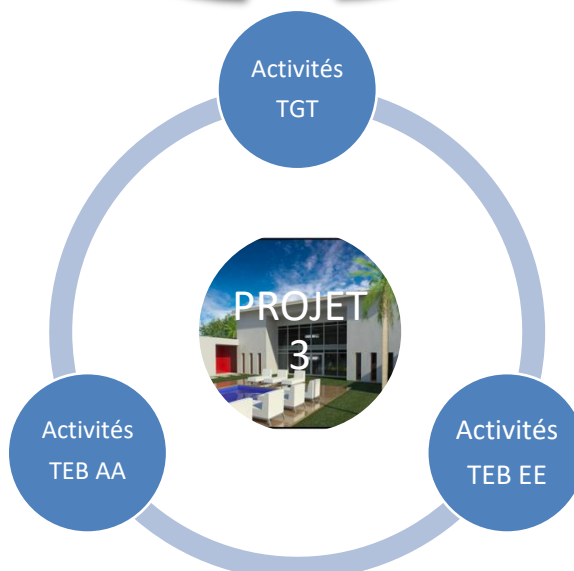 Activités
TGT
PROJET
3
Activités
TEB AA
Activités
TEB EE